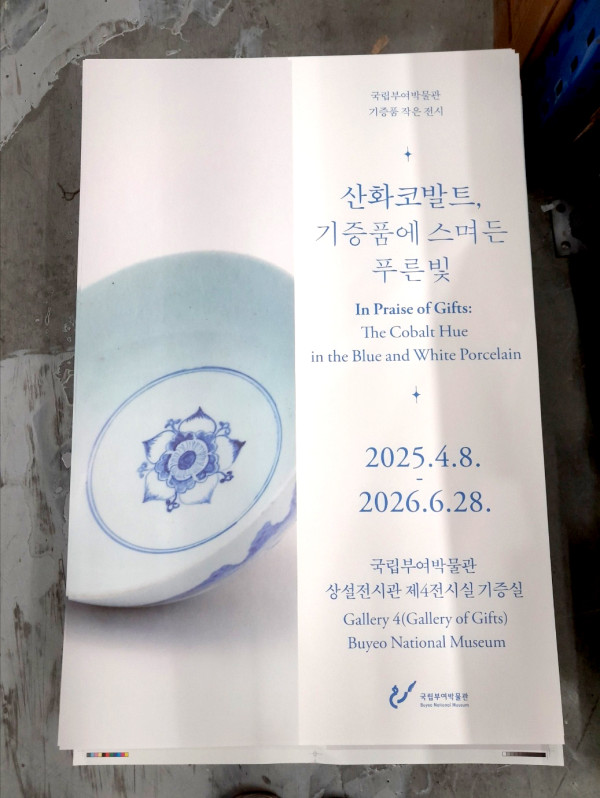 국립부여박물관
기증품 작은 전시
산화코발트,
기증품에 스며든
푸른빛
In Praise of Gifts:
The Cobalt Hue
in the Blue and White Porcelain
2025.4.8.
-
2026.6.28.
국립부여박물관
상설전시관 제4전시실 기증실
Gallery 4(Gallery of Gifts)
Buyeo National Museum
국립부여박물관
Buyeo National Museum